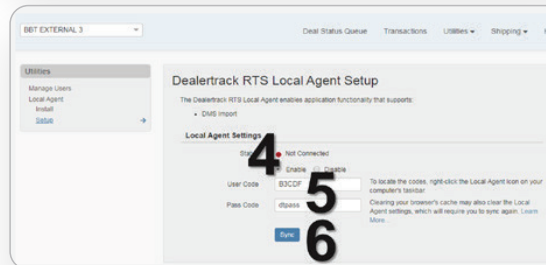 BBT EXTERNAL 3
Deal Status Queue Transactions Utilities Shipping
Utilities
Manage Users
Local Agent
Install
Setup
Dealertrack RTS Local Agent Setup
The Dealertrack RTS Local Agent enables application functionality that supports:
• DMS Import
Local Agent Settings
Not Connected
4
Enable Disable
User Code B3CDF
5
To locate the codes, right-click the Local Agent icon on your
computer's taskbar.
Pass Code dtpass
Clearing your browser's cache may also clear the Local
Agent settings, which will require you to sync again. Learn
More...
Sync
6